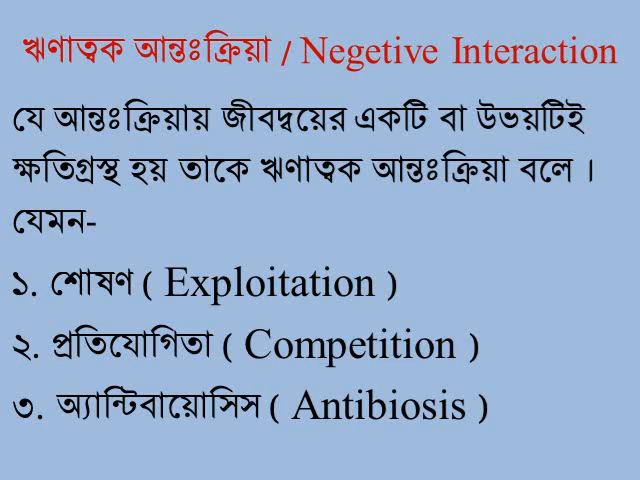 ঋণাত্বক আন্তঃক্রিয়া / Negetive Interaction
যে আন্তঃক্রিয়ায় জীবদ্বয়ের একটি বা উভয়টিই
ক্ষতিগ্রস্থ হয় তাকে ঋণাত্বক আন্তঃক্রিয়া বলে ।
যেমন-
১. শোষণ ( Exploitation )
২. প্রতিযোগিতা ( Competition )
৩. অ্যান্টিবায়োসিস ( Antibiosis )